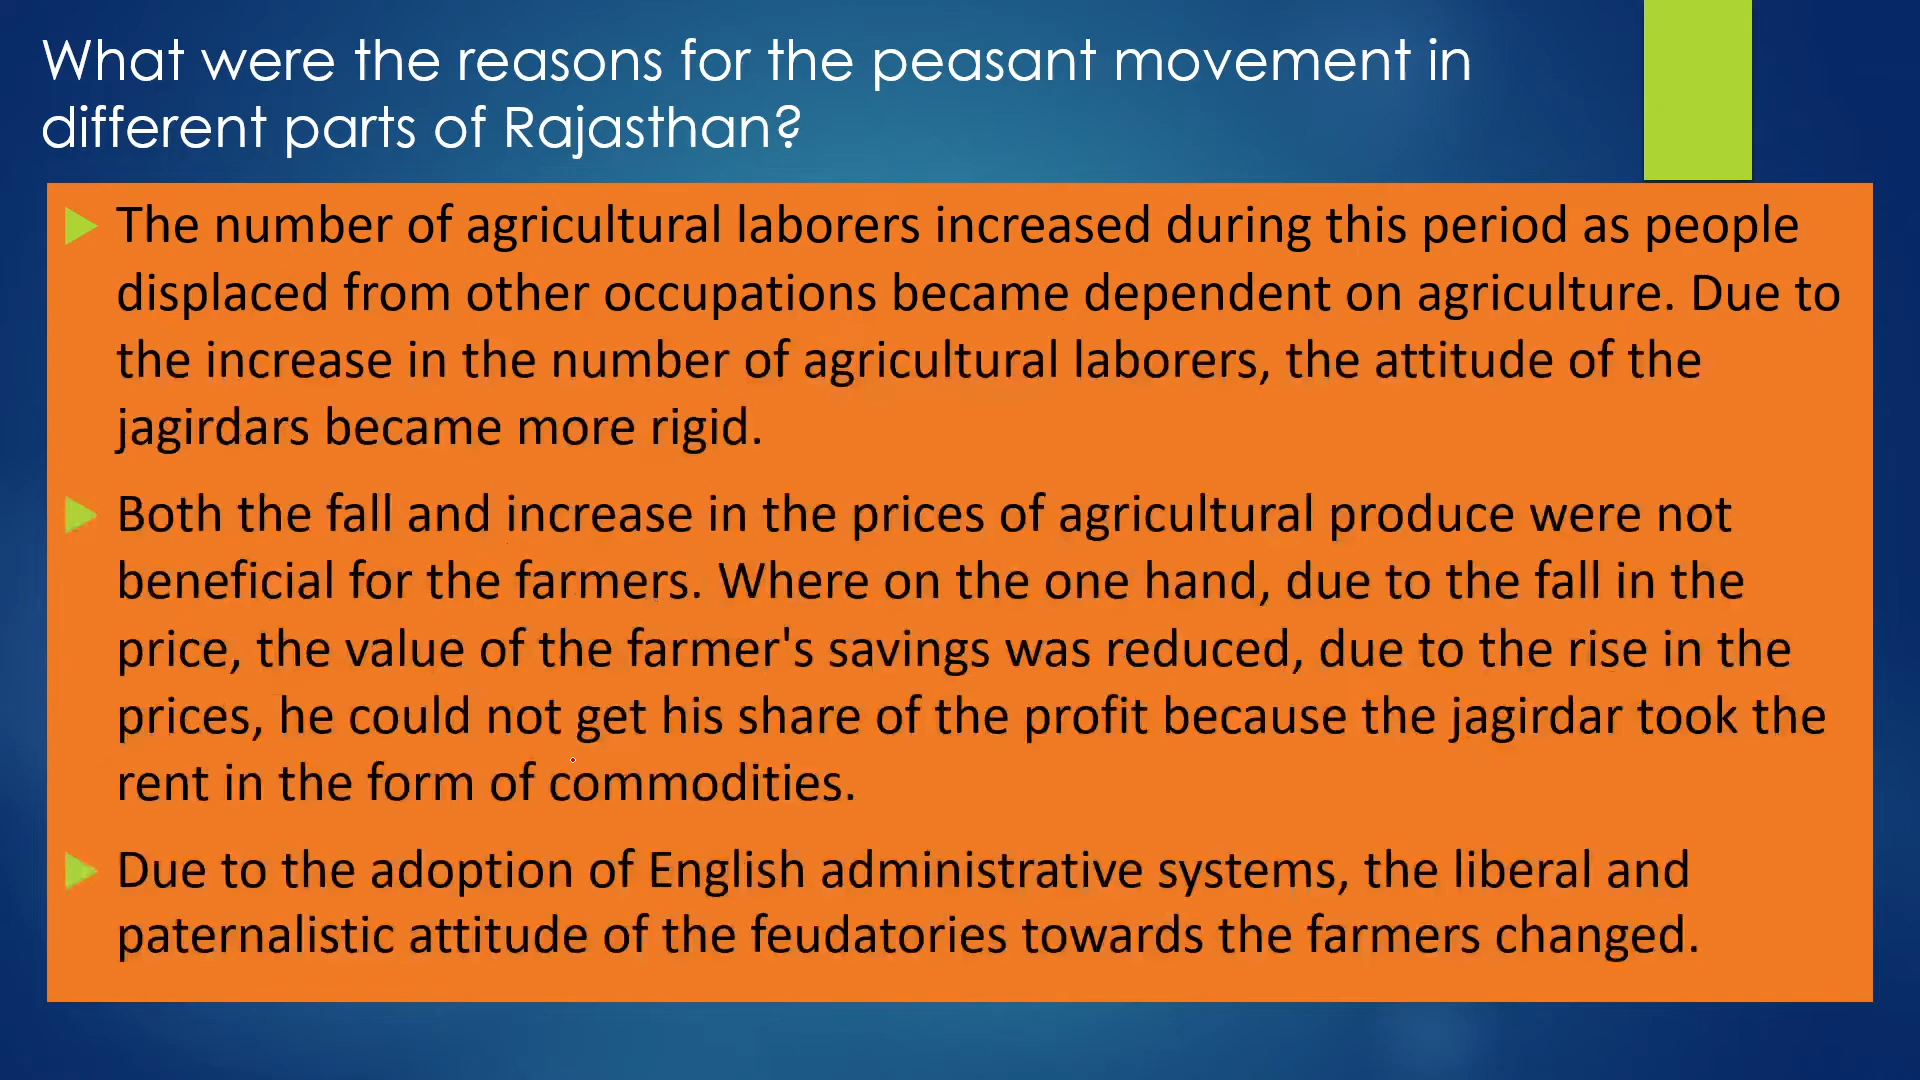 What were the reasons for the peasant movement in
different parts of Rajasthan?
The number of agricultural laborers increased during this period as people
displaced from other occupations became dependent on agriculture. Due to
the increase in the number of agricultural laborers, the attitude of the
jagirdars became more rigid.
Both the fall and increase in the prices of agricultural produce were not
beneficial for the farmers. Where on the one hand, due to the fall in the
price, the value of the farmer's savings was reduced, due to the rise in the
prices, he could not get his share of the profit because the jagirdar took the
rent in the form of commodities.
Due to the adoption of English administrative systems, the liberal and
paternalistic attitude of the feudatories towards the farmers changed.